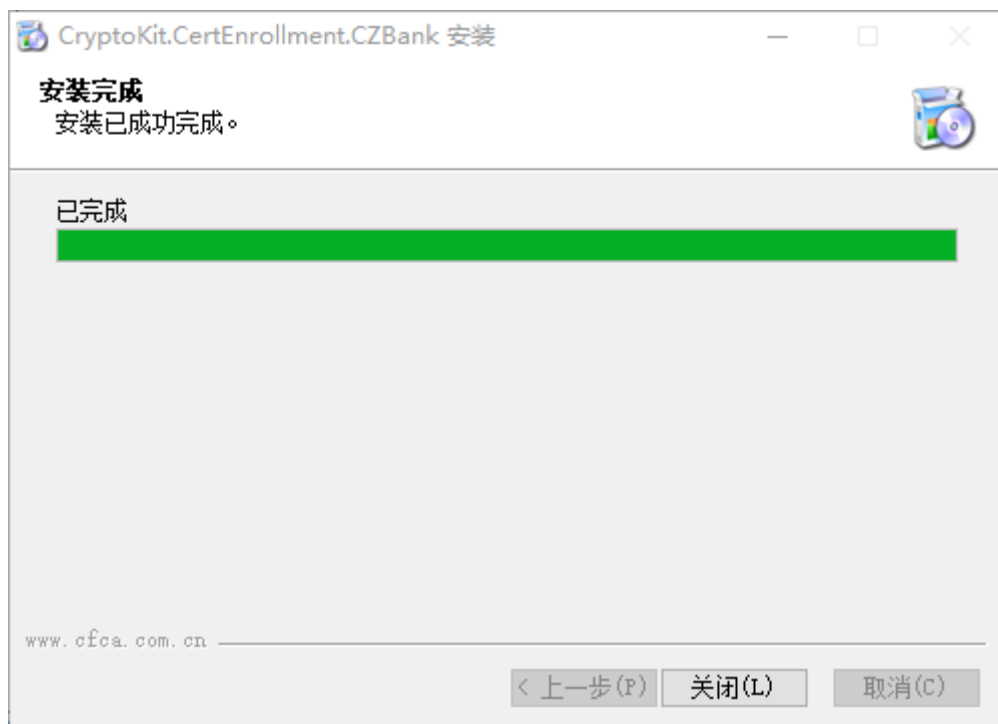 CryptoKit.CertEnrollment.CZBank 安装
安装完成
安装已成功完成。
已完成
www.cfca.com.cn
< 上一步(P)
关闭(L)
取消(C)